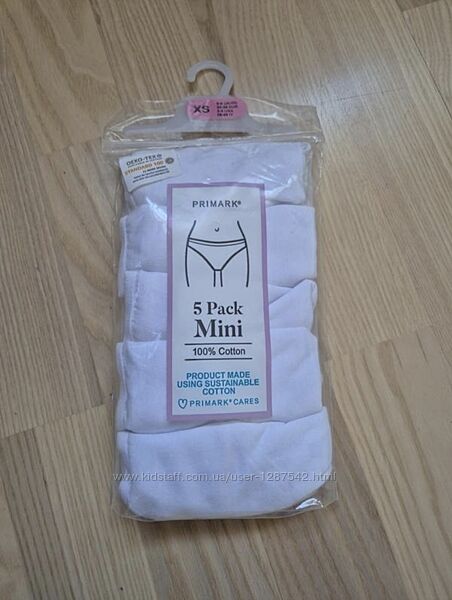 XS
OEKO-TEX®
STANDARD 100
PRIMARK®
5 Pack
Mini
100% Cotton
PRODUCT MADE
USING SUSTAINABLE
COTTON
PRIMARK® CARES
www.kidstaff.com.ua/user-1287542.html